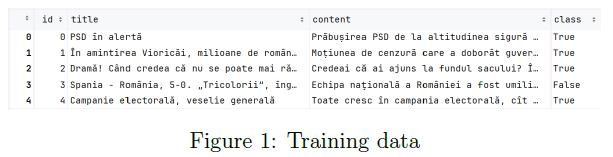 id title content class
0 0 PSD în alertă Prăbușirea PSD de la altitudinea sigură … True
1 1 În amintirea Vioricăi, milioane de român… Moțiunea de cenzură care a doborât guver… True
2 2 Dramă! Când credea că nu se poate mai ră… Credeai că ai ajuns la fundul sacului? Î… True
3 3 Spania - România, 5-0. „Tricolorii", îng… Echipa națională a României a fost umili… False
4 4 Campanie electorală, veselie generală Toate cresc în campania electorală, cît … True
Figure 1: Training data